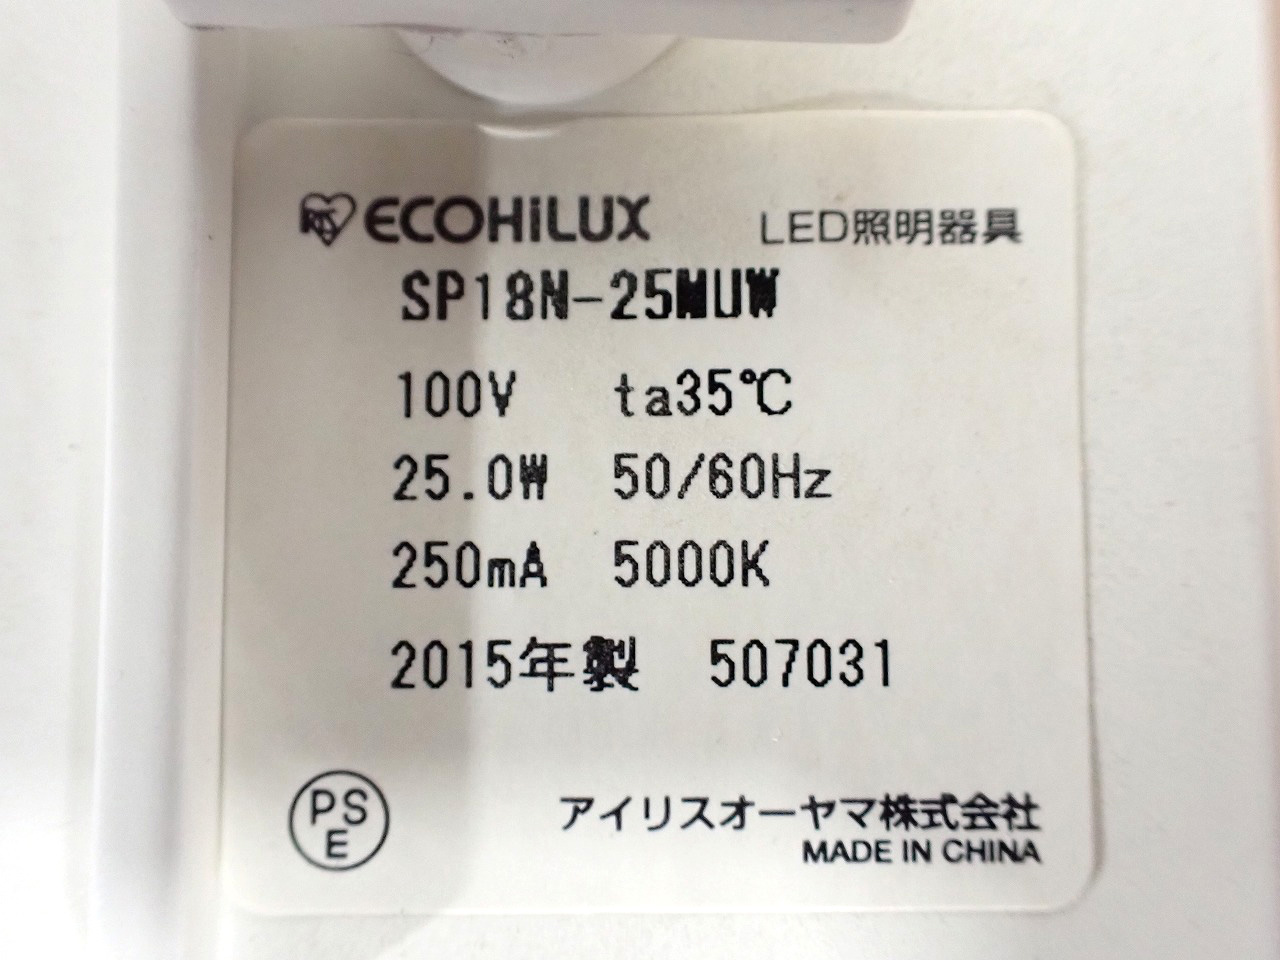 IRIS ECOHiLUX LED照明器具
SP18N-25MUW
100V ta35℃
25.0W 50/60Hz
250mA 5000K
2015年製 507031
PS
E
アイリスオーヤマ株式会社
MADE IN CHINA